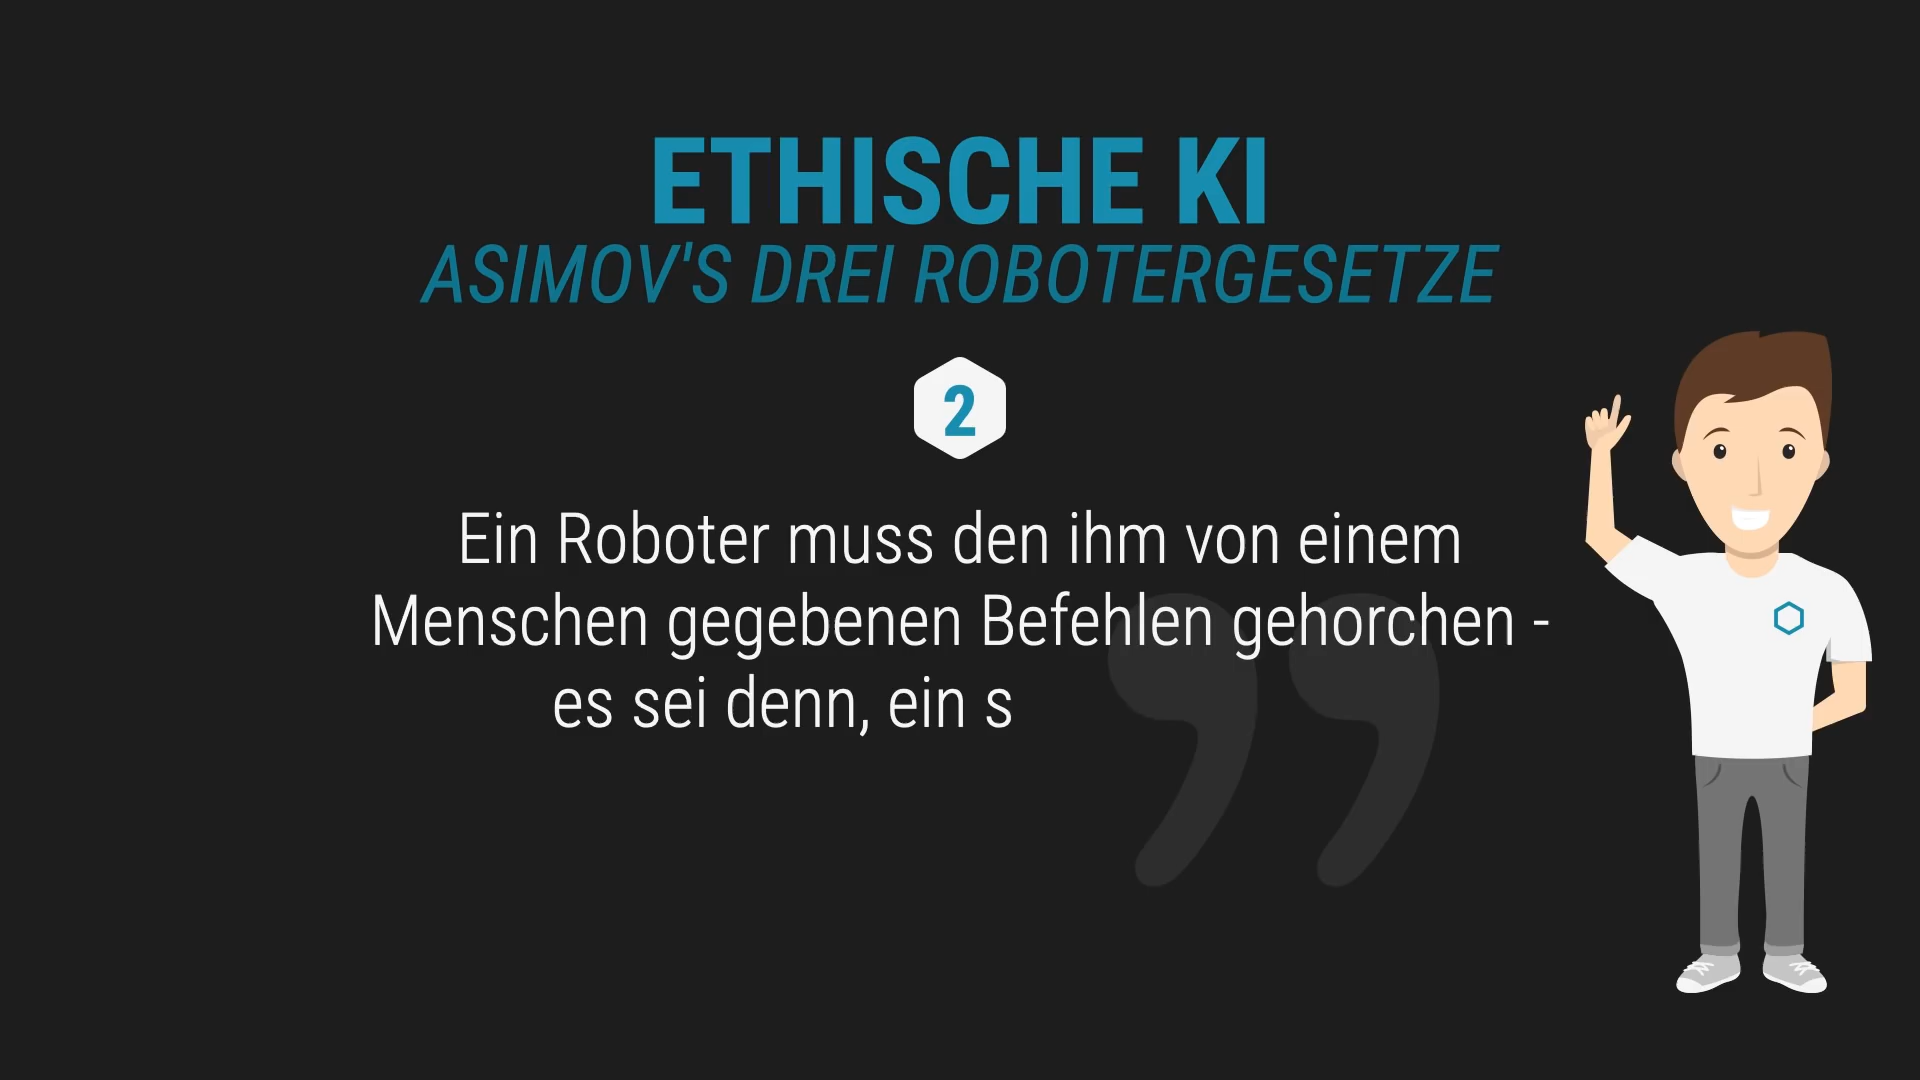 ETHISCHE KI
ASIMOV'S DREI ROBOTERGESETZE
2
Ein Roboter muss den ihm von einem
Menschen gegebenen Befehlen gehorchen -
es sei denn, ein s